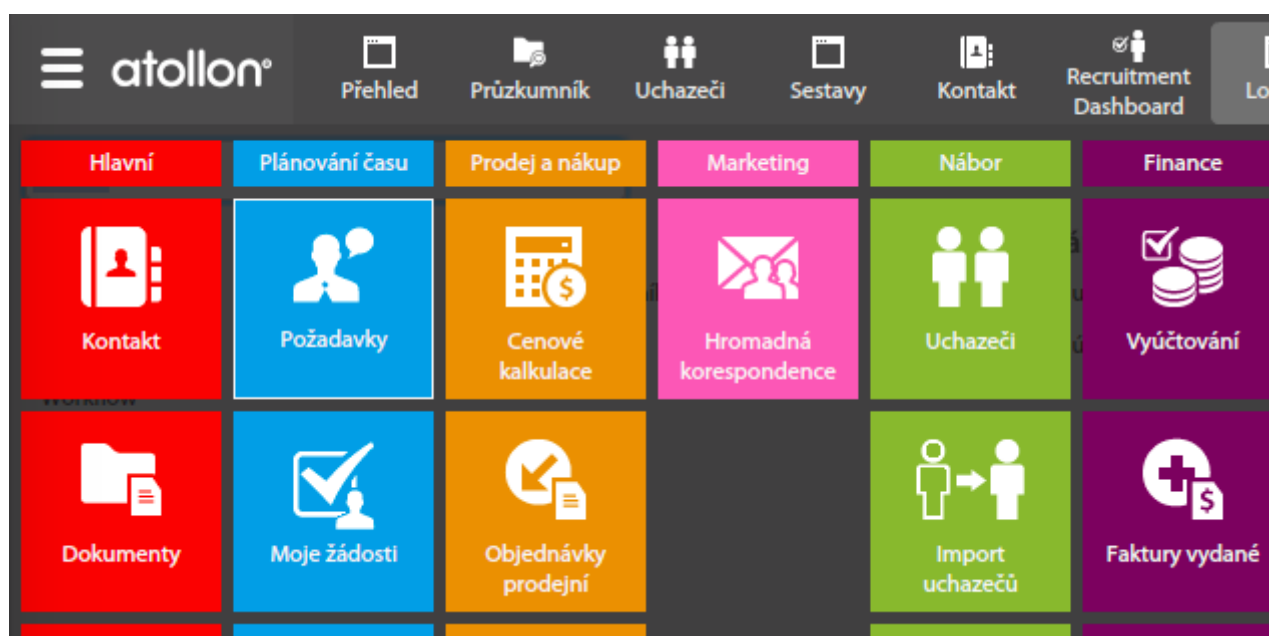 atollon
Přehled
Průzkumník
Uchazeči
Sestavy
Kontakt
Recruitment
Dashboard
Hlavní
Plánování času
Prodej a nákup
Marketing
Nábor
Finance
Kontakt
Požadavky
Cenové
kalkulace
Hromadná
korespondence
Uchazeči
Vyúčtování
Workflow
Dokumenty
Moje žádosti
Objednávky
prodejní
Import
uchazečů
Faktury vydané